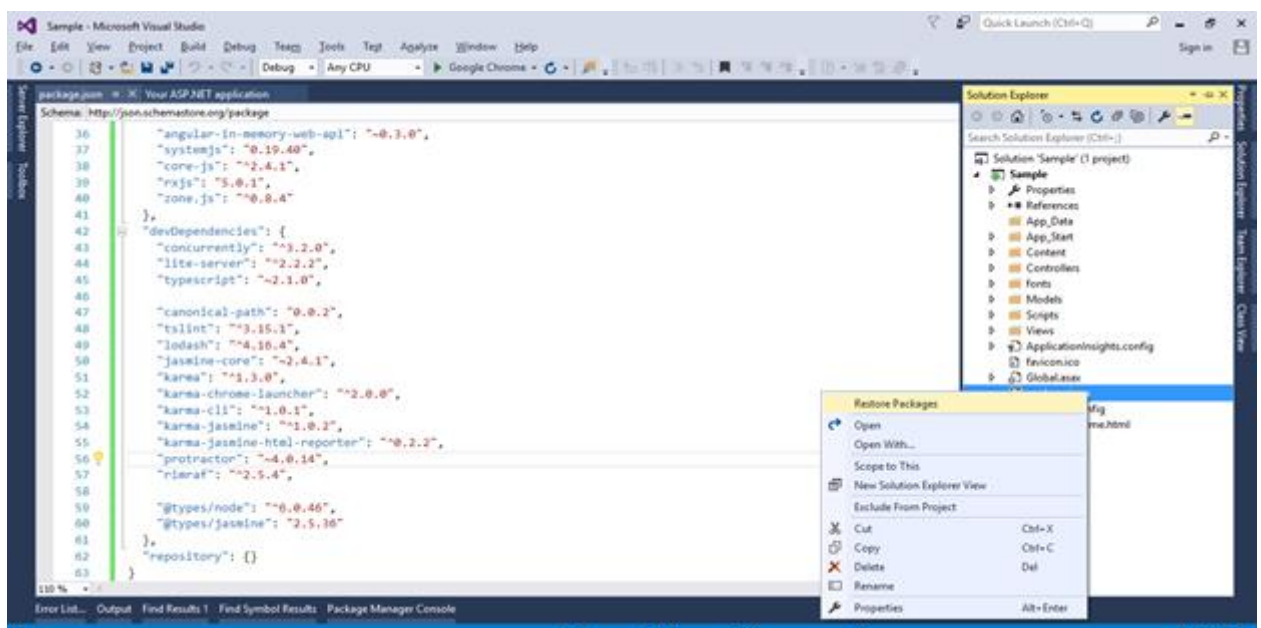 Sample - Microsoft Visual Studio
Quick Launch (Ctrl+Q)
File Edit View Project Build Debug Team Tools Test Analyze Window Help
Sign in
Debug Any CPU Google Chrome
package.json Your ASP.NET application
Schema: http://json.schemastore.org/package
36 "angular-in-memory-web-api": "~0.3.0",
37 "systemjs": "0.19.40",
38 "core-js": "^2.4.1",
39 "rxjs": "5.0.1",
40 "zone.js": "^0.8.4"
41 },
42 "devDependencies": {
43 "concurrently": "^3.2.0",
44 "lite-server": "^2.2.2",
45 "typescript": "~2.1.0",
46
47 "canonical-path": "0.0.2",
48 "tslint": "^3.15.1",
49 "lodash": "^4.16.4",
50 "jasmine-core": "~2.4.1",
51 "karma": "^1.3.0",
52 "karma-chrome-launcher": "^2.0.0",
53 "karma-cli": "^1.0.1",
54 "karma-jasmine": "^1.0.2",
55 "karma-jasmine-html-reporter": "^0.2.2",
56 "protractor": "~4.0.14",
57 "rimraf": "^2.5.4",
58
59 "@types/node": "^6.0.46",
60 "@types/jasmine": "2.5.36"
61 },
62 "repository": {}
63 }
110 %
Error List... Output Find Results 1 Find Symbol Results Package Manager Console
Server Explorer
Toolbox
Solution Explorer
Search Solution Explorer (Ctrl+;)
Solution 'Sample' (1 project)
Sample
Properties
References
App_Data
App_Start
Content
Controllers
fonts
Models
Scripts
Views
ApplicationInsights.config
favicon.ico
Global.asax
fig
me.html
Restore Packages
Open
Open With...
Scope to This
New Solution Explorer View
Exclude From Project
Cut Ctrl+X
Copy Ctrl+C
Delete Del
Rename
Properties Alt+Enter
Properties
Solution Explorer
Team Explorer
Class View